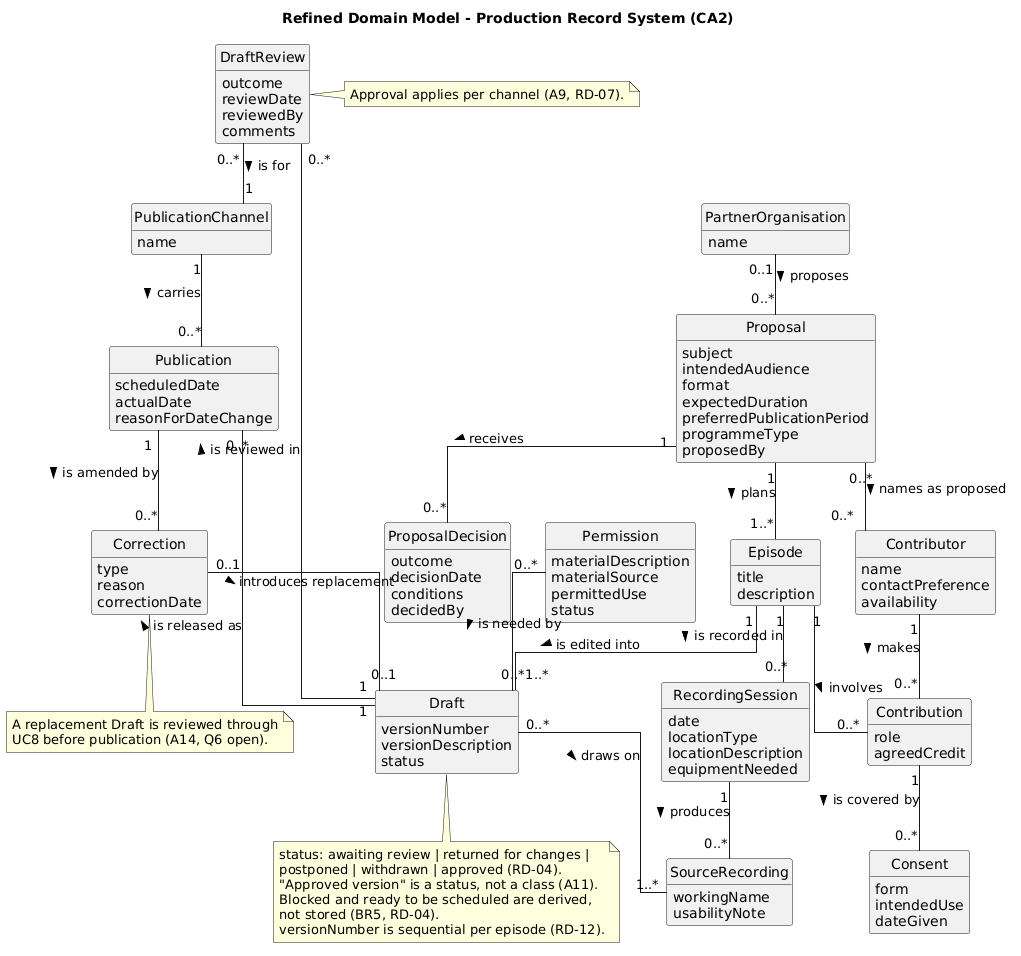 Refined Domain Model - Production Record System (CA2)
DraftReview
outcome
reviewDate
reviewedBy
comments
Approval applies per channel (A9, RD-07).
0..*
0..*
is for
1
PublicationChannel
name
PartnerOrganisation
name
1
carries
0..*
0..1
proposes
0..*
Publication
scheduledDate
actualDate
reasonForDateChange
Proposal
subject
intendedAudience
format
expectedDuration
preferredPublicationPeriod
programmeType
proposedBy
1
0..*
is reviewed in
is amended by
0..*
receives
1
0..*
1
plans
1..*
0..*
names as proposed
0..*
Correction
type
reason
correctionDate
ProposalDecision
outcome
decisionDate
conditions
decidedBy
Permission
materialDescription
materialSource
permittedUse
status
Episode
title
description
Contributor
name
contactPreference
availability
0..1
introduces replacement
0..*
is released as
is needed by
is edited into
1
1
1
is recorded in
1
makes
0..*
0..1
1
1
0..*
1..*
0..*
involves
0..*
A replacement Draft is reviewed through
UC8 before publication (A14, Q6 open).
Draft
versionNumber
versionDescription
status
RecordingSession
date
locationType
locationDescription
equipmentNeeded
Contribution
role
agreedCredit
0..*
draws on
1..*
1
produces
0..*
1
is covered by
0..*
status: awaiting review | returned for changes |
postponed | withdrawn | approved (RD-04).
"Approved version" is a status, not a class (A11).
Blocked and ready to be scheduled are derived,
not stored (BR5, RD-04).
versionNumber is sequential per episode (RD-12).
SourceRecording
workingName
usabilityNote
Consent
form
intendedUse
dateGiven